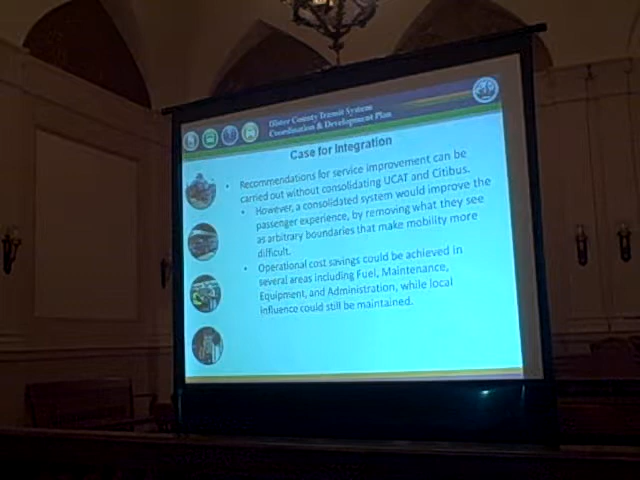 Ulster County Transit System
Coordination & Development Plan
Case for Integration
• Recommendations for service improvement can be
carried out without consolidating UCAT and Citibus.
• However, a consolidated system would improve the
passenger experience, by removing what they see
as arbitrary boundaries that make mobility more
difficult.
• Operational cost savings could be achieved in
several areas including Fuel, Maintenance,
Equipment, and Administration, while local
influence could still be maintained.